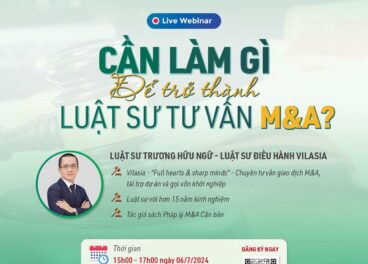 Live Webinar
CẦN LÀM GÌ
Để trở thành
LUẬT SƯ TƯ VẤN M&A?
LUẬT SƯ TRƯƠNG HỮU NGỮ - LUẬT SƯ ĐIỀU HÀNH VILASIA
Vilasia - "Full hearts & sharp minds" - Chuyên tư vấn giao dịch M&A,
tài trợ dự án và gọi vốn khởi nghiệp
Luật sư với hơn 15 năm kinh nghiệm
Tác giả sách Pháp lý M&A Căn bản
Thời gian
15h00 - 17h00 ngày 06/7/2024
ĐĂNG KÝ NGAY